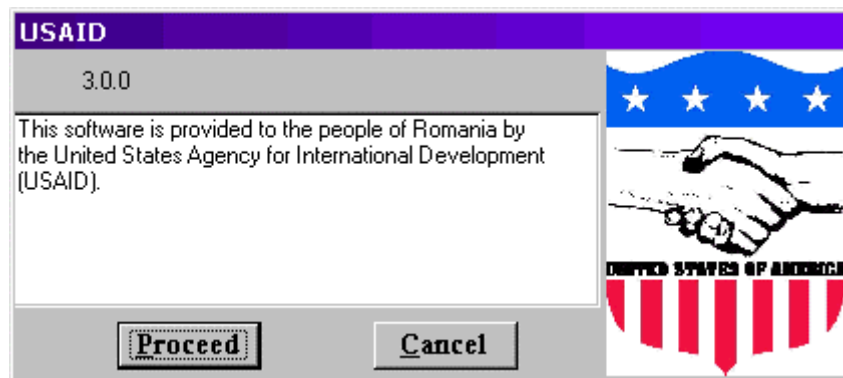 USAID
3.0.0
This software is provided to the people of Romania by
the United States Agency for International Development
(USAID).
UNITED STATES OF AMERICA
Proceed
Cancel